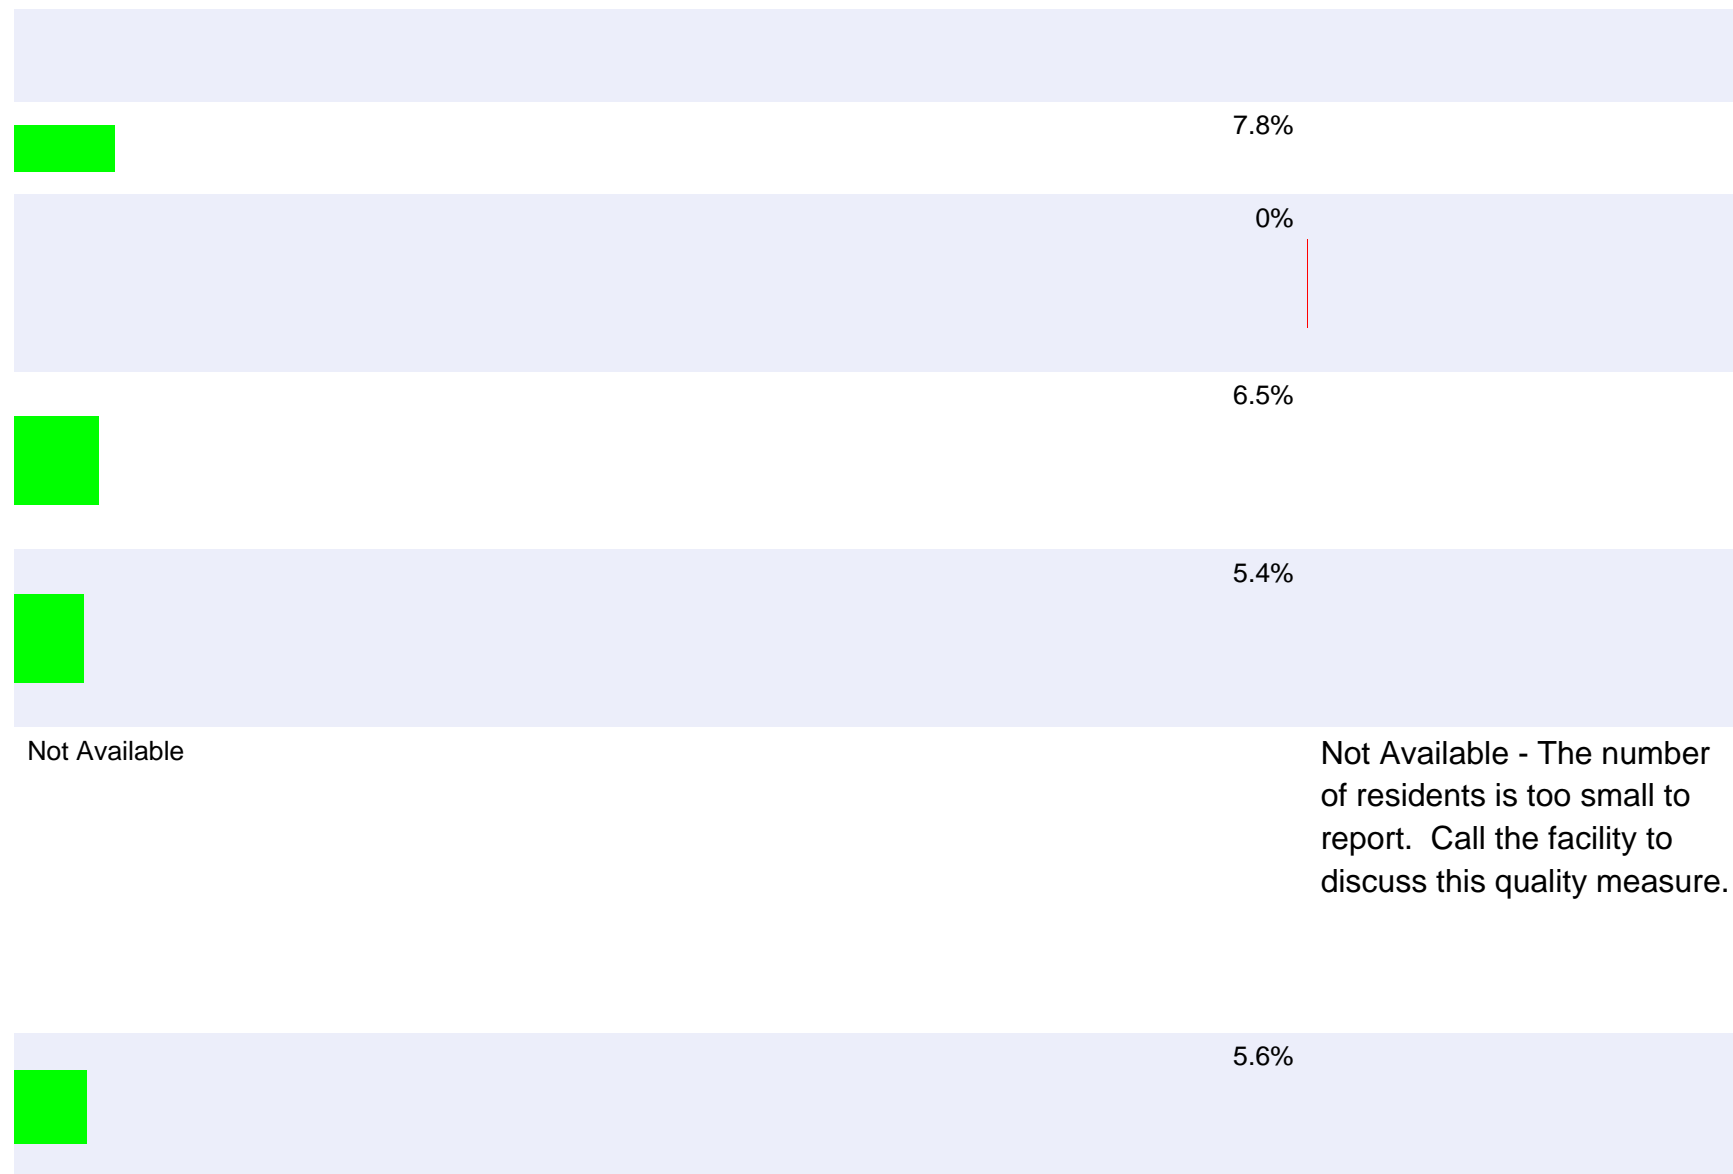 7.8%
0%
6.5%
5.4%
Not Available
Not Available - The number
of residents is too small to
report.  Call the facility to
discuss this quality measure.
5.6%